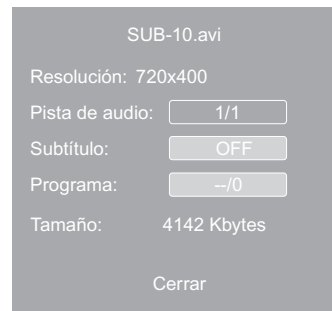 SUB-10.avi
Resolución: 720x400
Pista de audio: 1/1
Subtítulo: OFF
Programa: --/0
Tamaño: 4142 Kbytes
Cerrar